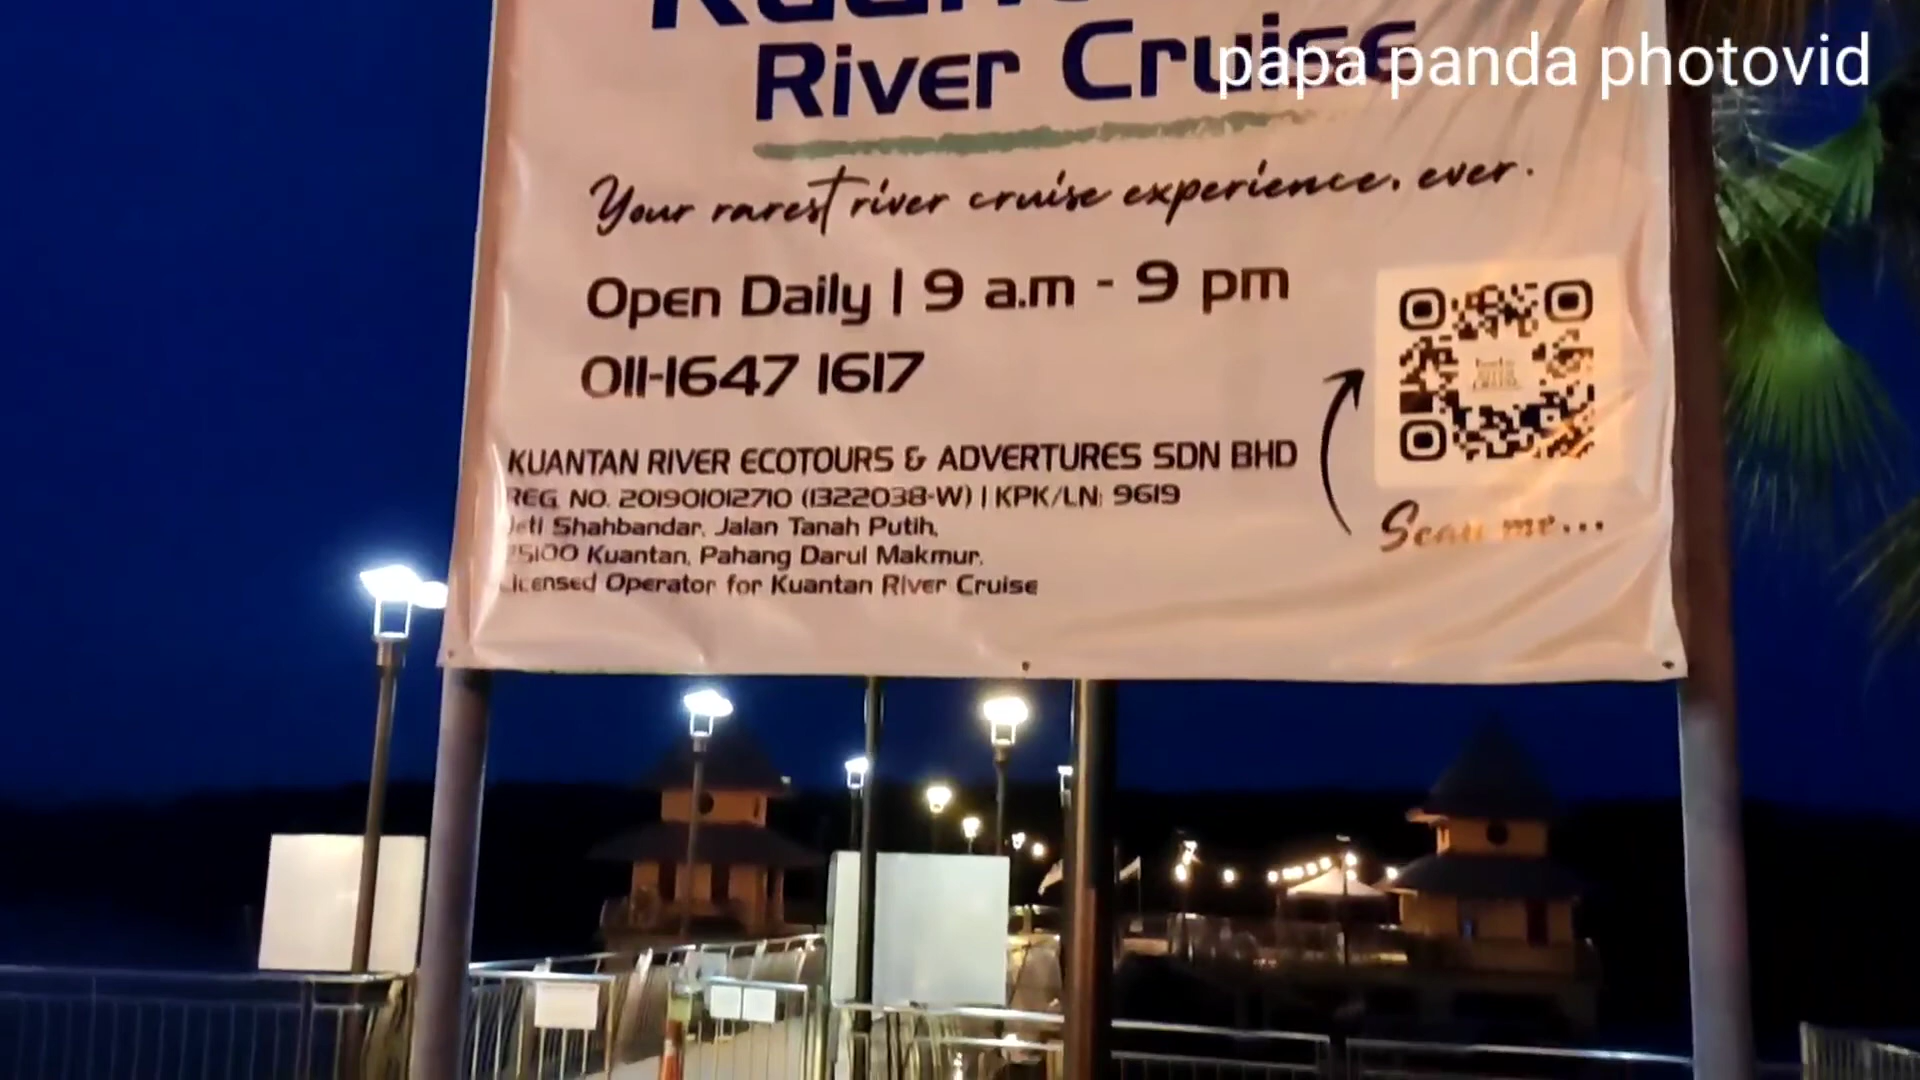 River Cruise
papa panda photovid
Your rarest river cruise experience. ever.
Open Daily | 9 a.m - 9 pm
011-1647 1617
KUANTAN RIVER ECOTOURS & ADVERTURES SDN BHD
REG. NO. 201901012710 (1322038-W) | KPK/LN: 9619
Jeti Shahbandar, Jalan Tanah Putih,
25100 Kuantan, Pahang Darul Makmur.
Licensed Operator for Kuantan River Cruise
Scan me...